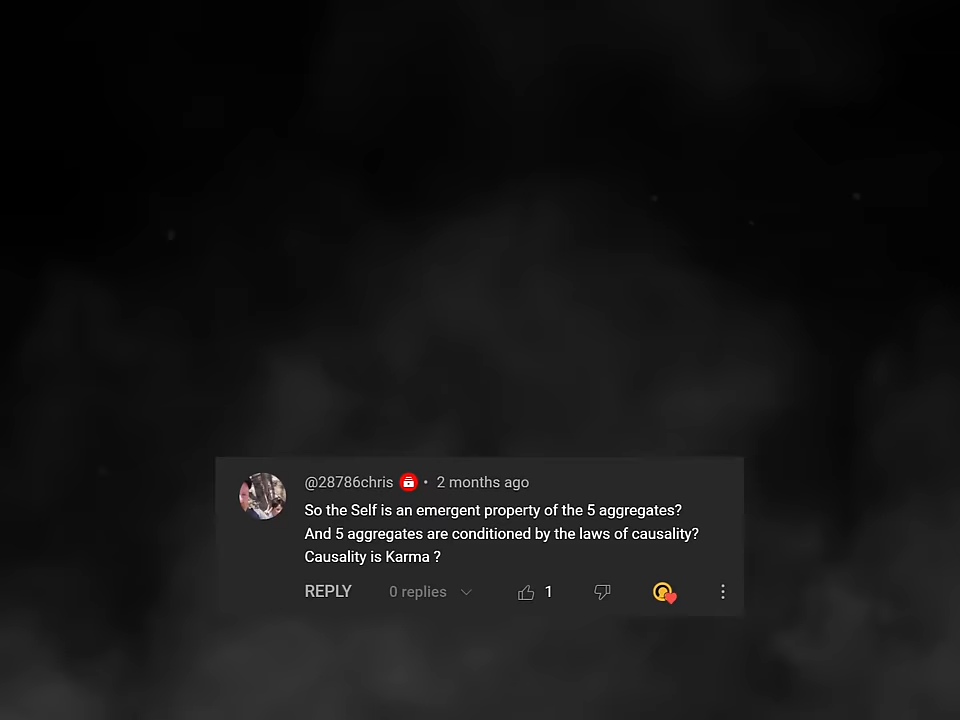 @28786chris • 2 months ago
So the Self is an emergent property of the 5 aggregates?
And 5 aggregates are conditioned by the laws of causality?
Causality is Karma ?
REPLY 0 replies 1